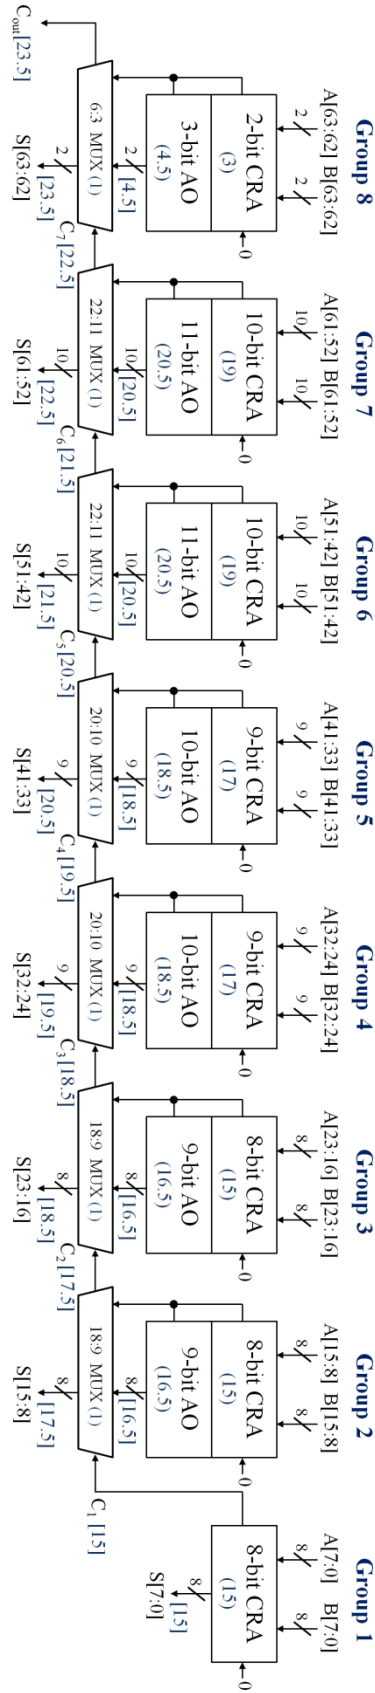 Group 8
A[63:62] B[63:62]
2 2
2-bit CRA
(3)
0
3-bit AO
(4.5)
2 [4.5]
6:3 MUX (1)
C_out [23.5]
2 [23.5]
S[63:62]
C_7 [22.5]
Group 7
A[61:52] B[61:52]
10 10
10-bit CRA
(19)
0
11-bit AO
(20.5)
10 [20.5]
22:11 MUX (1)
10 [22.5]
S[61:52]
C_6 [21.5]
Group 6
A[51:42] B[51:42]
10 10
10-bit CRA
(19)
0
11-bit AO
(20.5)
10 [20.5]
22:11 MUX (1)
10 [21.5]
S[51:42]
C_5 [20.5]
Group 5
A[41:33] B[41:33]
9 9
9-bit CRA
(17)
0
10-bit AO
(18.5)
9 [18.5]
20:10 MUX (1)
9 [20.5]
S[41:33]
C_4 [19.5]
Group 4
A[32:24] B[32:24]
9 9
9-bit CRA
(17)
0
10-bit AO
(18.5)
9 [18.5]
20:10 MUX (1)
9 [19.5]
S[32:24]
C_3 [18.5]
Group 3
A[23:16] B[23:16]
8 8
8-bit CRA
(15)
0
9-bit AO
(16.5)
8 [16.5]
18:9 MUX (1)
8 [18.5]
S[23:16]
C_2 [17.5]
Group 2
A[15:8] B[15:8]
8 8
8-bit CRA
(15)
0
9-bit AO
(16.5)
8 [16.5]
18:9 MUX (1)
8 [17.5]
S[15:8]
C_1 [15]
Group 1
A[7:0] B[7:0]
8 8
8-bit CRA
(15)
0
8 [15]
S[7:0]